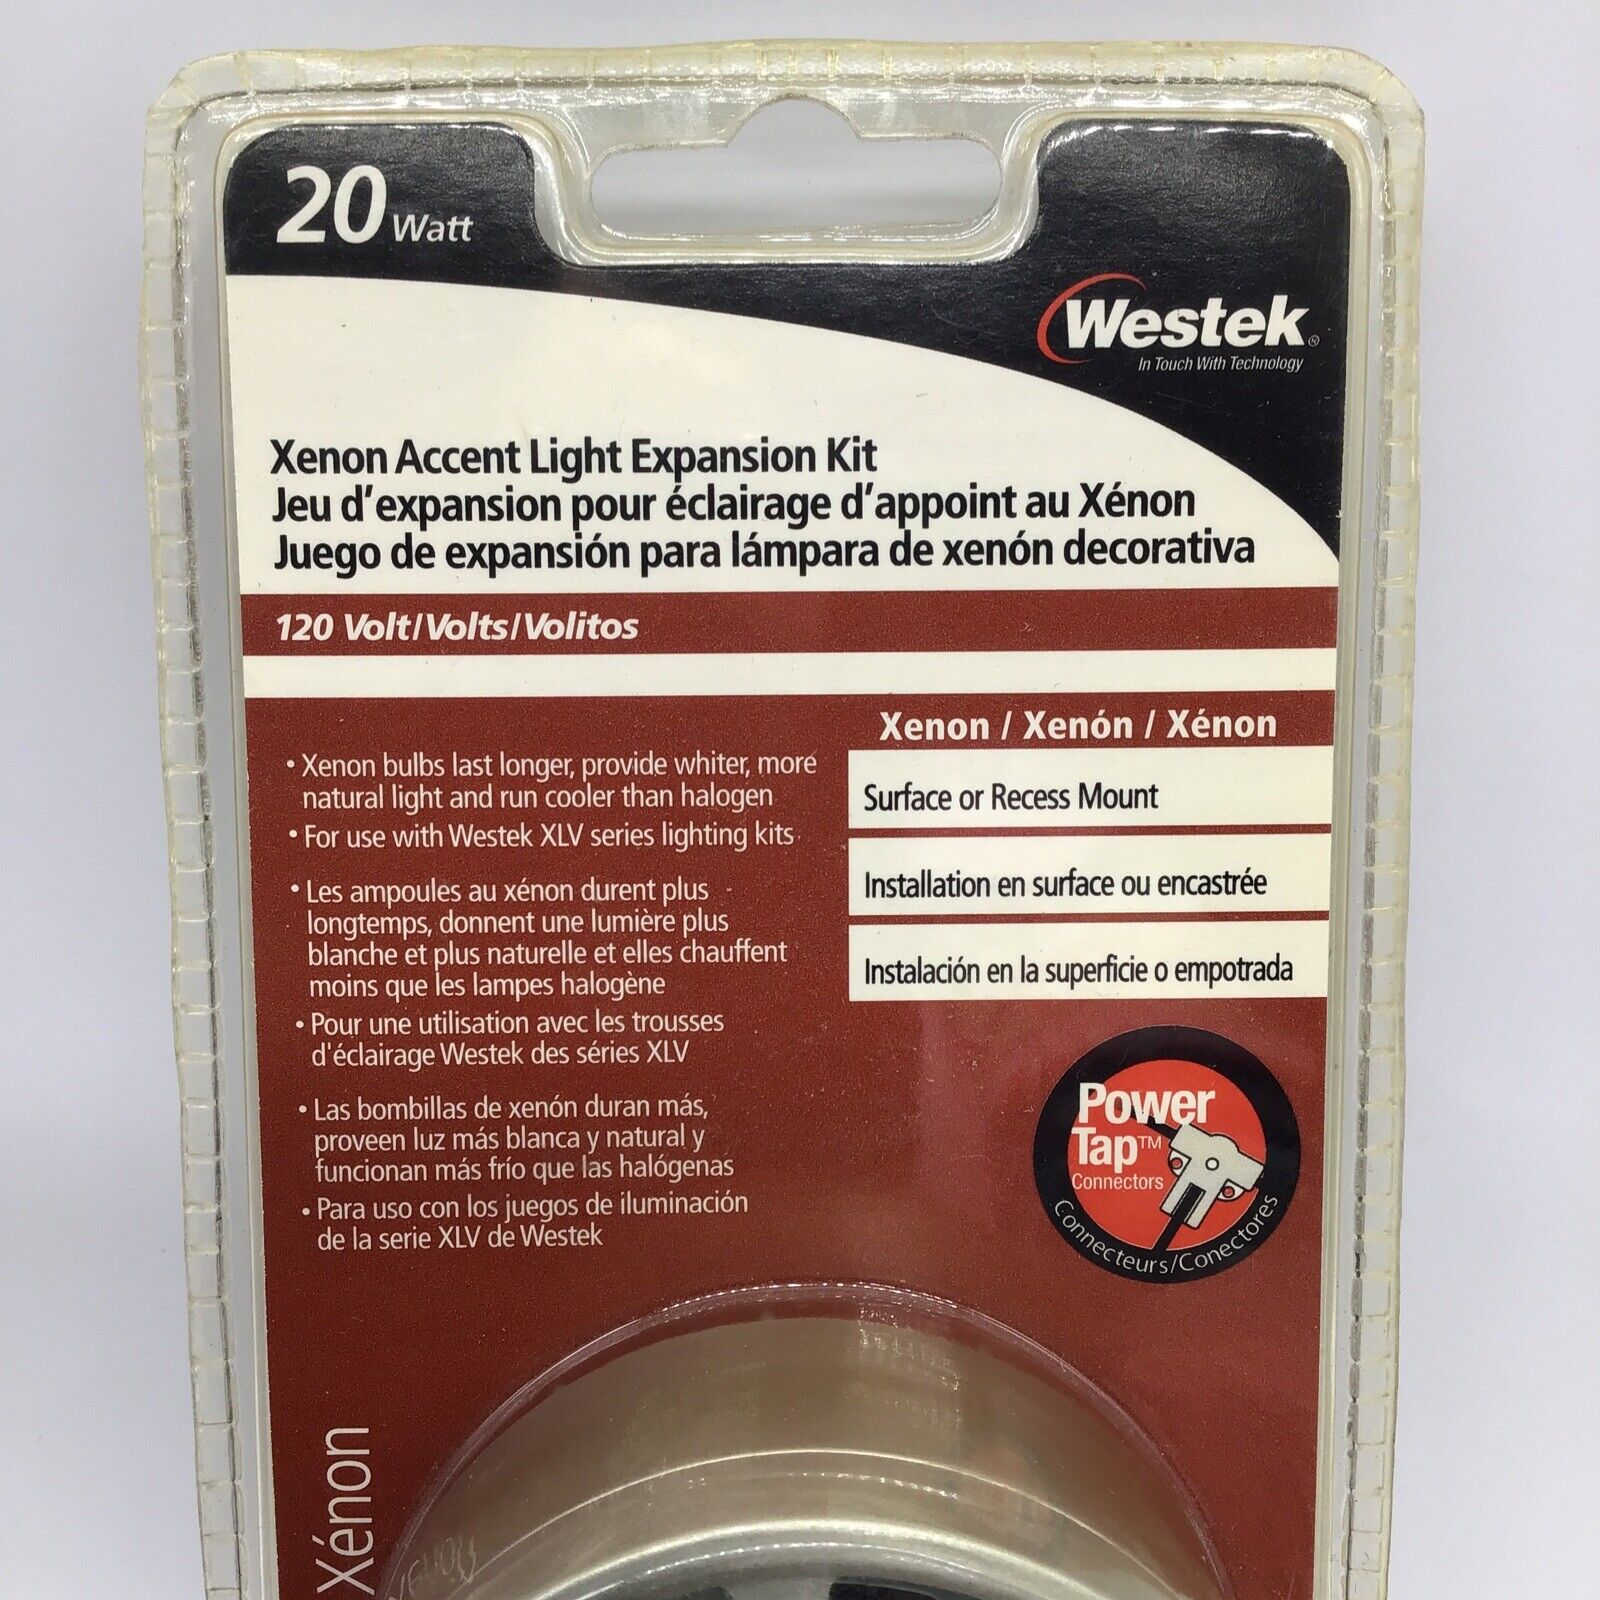 20 Watt
Westek
In Touch With Technology
Xenon Accent Light Expansion Kit
Jeu d'expansion pour éclairage d'appoint au Xénon
Juego de expansión para lámpara de xenón decorativa
120 Volt/Volts/Volitos
Xenon / Xenón / Xénon
• Xenon bulbs last longer, provide whiter, more
natural light and run cooler than halogen
• For use with Westek XLV series lighting kits
• Les ampoules au xénon durent plus
longtemps, donnent une lumière plus
blanche et plus naturelle et elles chauffent
moins que les lampes halogène
• Pour une utilisation avec les trousses
d'éclairage Westek des séries XLV
• Las bombillas de xenón duran más,
proveen luz más blanca y natural y
funcionan más frío que las halógenas
• Para uso con los juegos de iluminación
de la serie XLV de Westek
Surface or Recess Mount
Installation en surface ou encastrée
Instalación en la superficie o empotrada
Power
Tap™
Connectors
Connecteurs/Conectores
Xénon